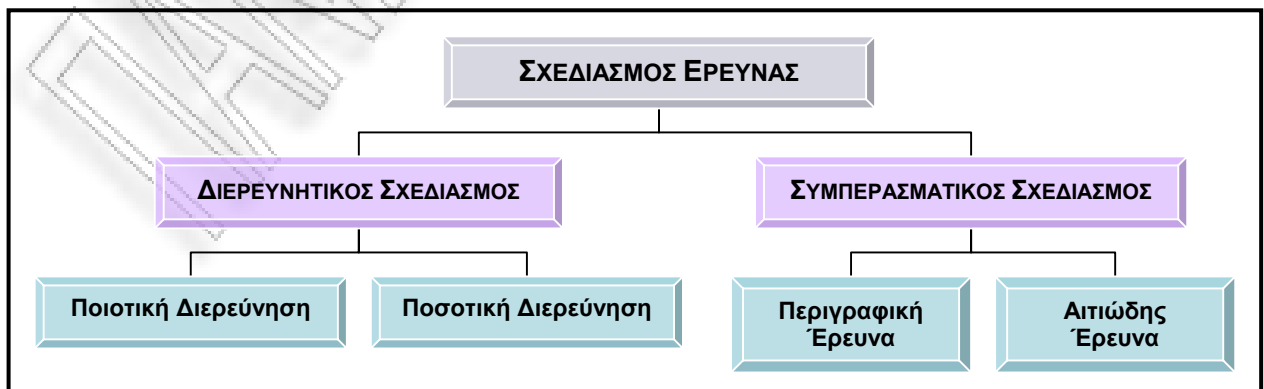 ΣΧΕΔΙΑΣΜΟΣ ΕΡΕΥΝΑΣ
ΔΙΕΡΕΥΝΗΤΙΚΟΣ ΣΧΕΔΙΑΣΜΟΣ
ΣΥΜΠΕΡΑΣΜΑΤΙΚΟΣ ΣΧΕΔΙΑΣΜΟΣ
Ποιοτική Διερεύνηση
Ποσοτική Διερεύνηση
Περιγραφική
Έρευνα
Αιτιώδης
Έρευνα